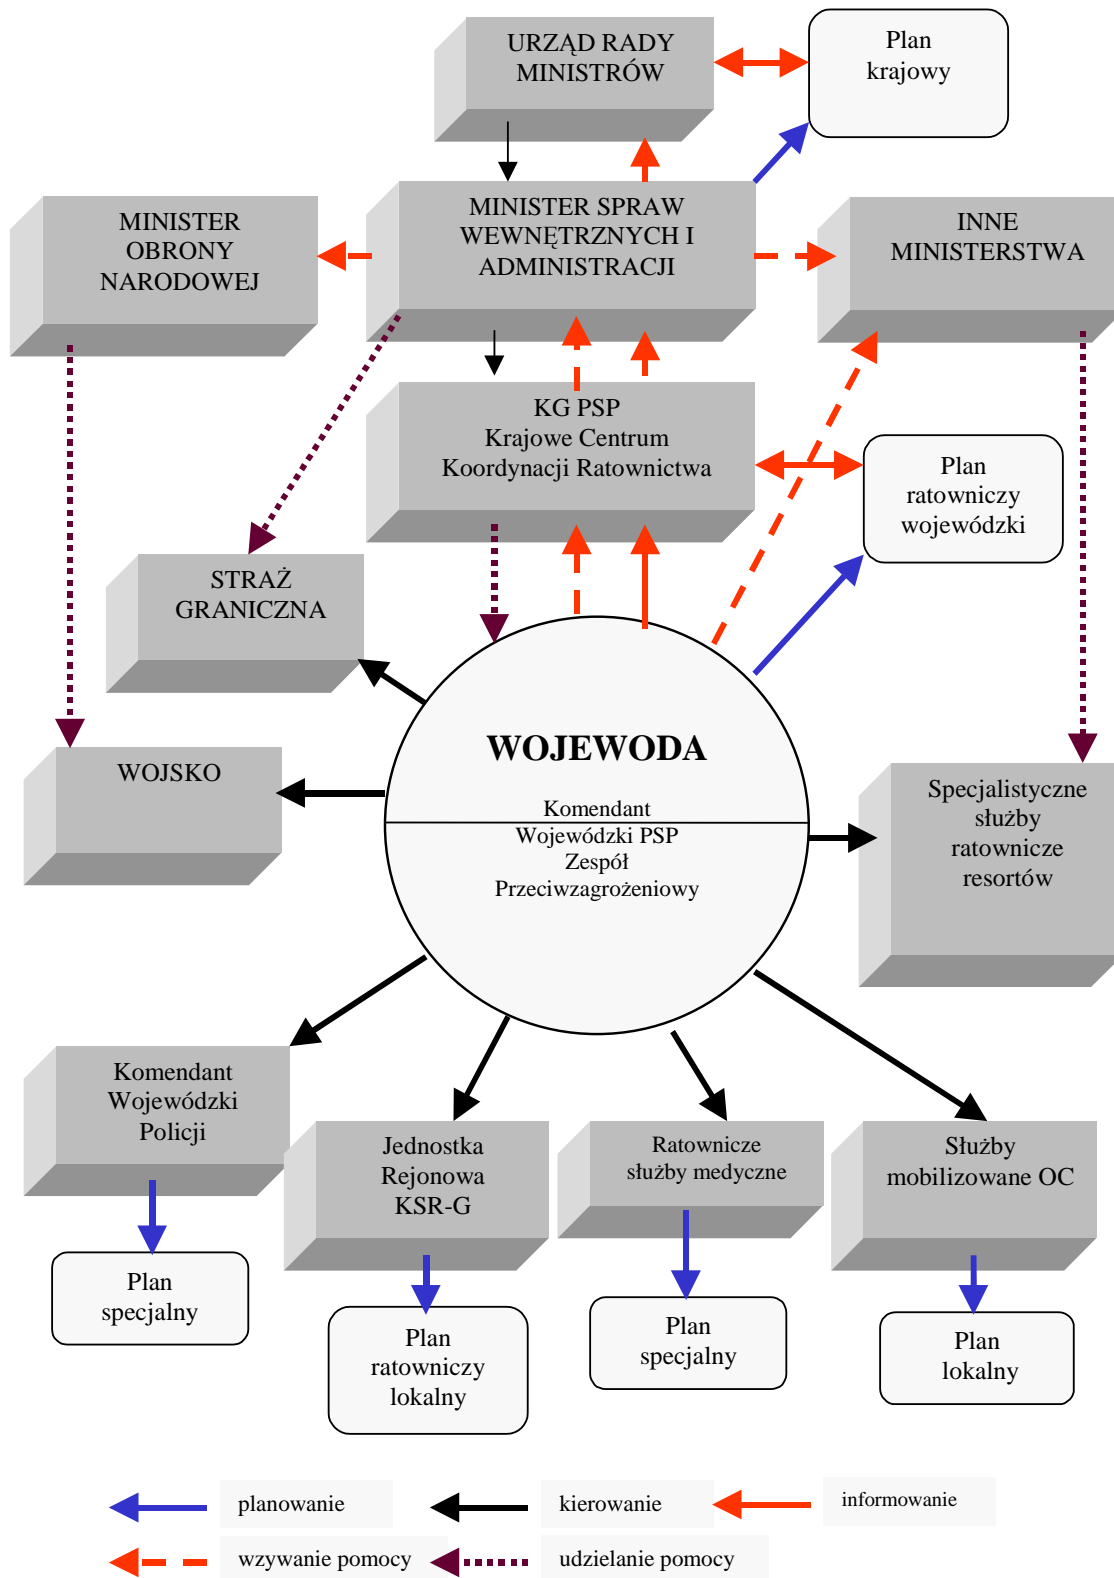 URZĄD RADY
MINISTRÓW
Plan
krajowy
MINISTER
OBRONY
NARODOWEJ
MINISTER SPRAW
WEWNĘTRZNYCH I
ADMINISTRACJI
INNE
MINISTERSTWA
KG PSP
Krajowe Centrum
Koordynacji Ratownictwa
Plan
ratowniczy
wojewódzki
STRAŻ
GRANICZNA
WOJEWODA
Komendant
Wojewódzki PSP
Zespół
Przeciwzagrożeniowy
WOJSKO
Specjalistyczne
służby
ratownicze
resortów
Komendant
Wojewódzki
Policji
Jednostka
Rejonowa
KSR-G
Ratownicze
służby medyczne
Służby
mobilizowane OC
Plan
specjalny
Plan
ratowniczy
lokalny
Plan
specjalny
Plan
lokalny
planowanie
kierowanie
informowanie
wzywanie pomocy
udzielanie pomocy